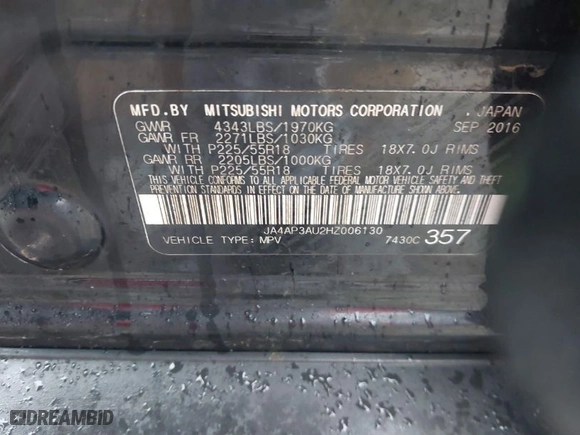 MFD.BY MITSUBISHI MOTORS CORPORATION . JAPAN
GVWR 4343LBS/1970KG SEP 2016
GAWR FR 2271LBS/1030KG
WITH P225/55R18 TIRES 18X7.0J RIMS
GAWR RR 2205LBS/1000KG
WITH P225/55R18 TIRES 18X7.0J RIMS
THIS VEHICLE CONFORMS TO ALL APPLICABLE FEDERAL MOTOR VEHICLE SAFETY AND THEFT
PREVENTION STANDARDS IN EFFECT ON THE DATE OF MANUFACTURE SHOWN ABOVE.
JA4AP3AU2HZ006130
VEHICLE TYPE: MPV 7430C 357
DREAMBID